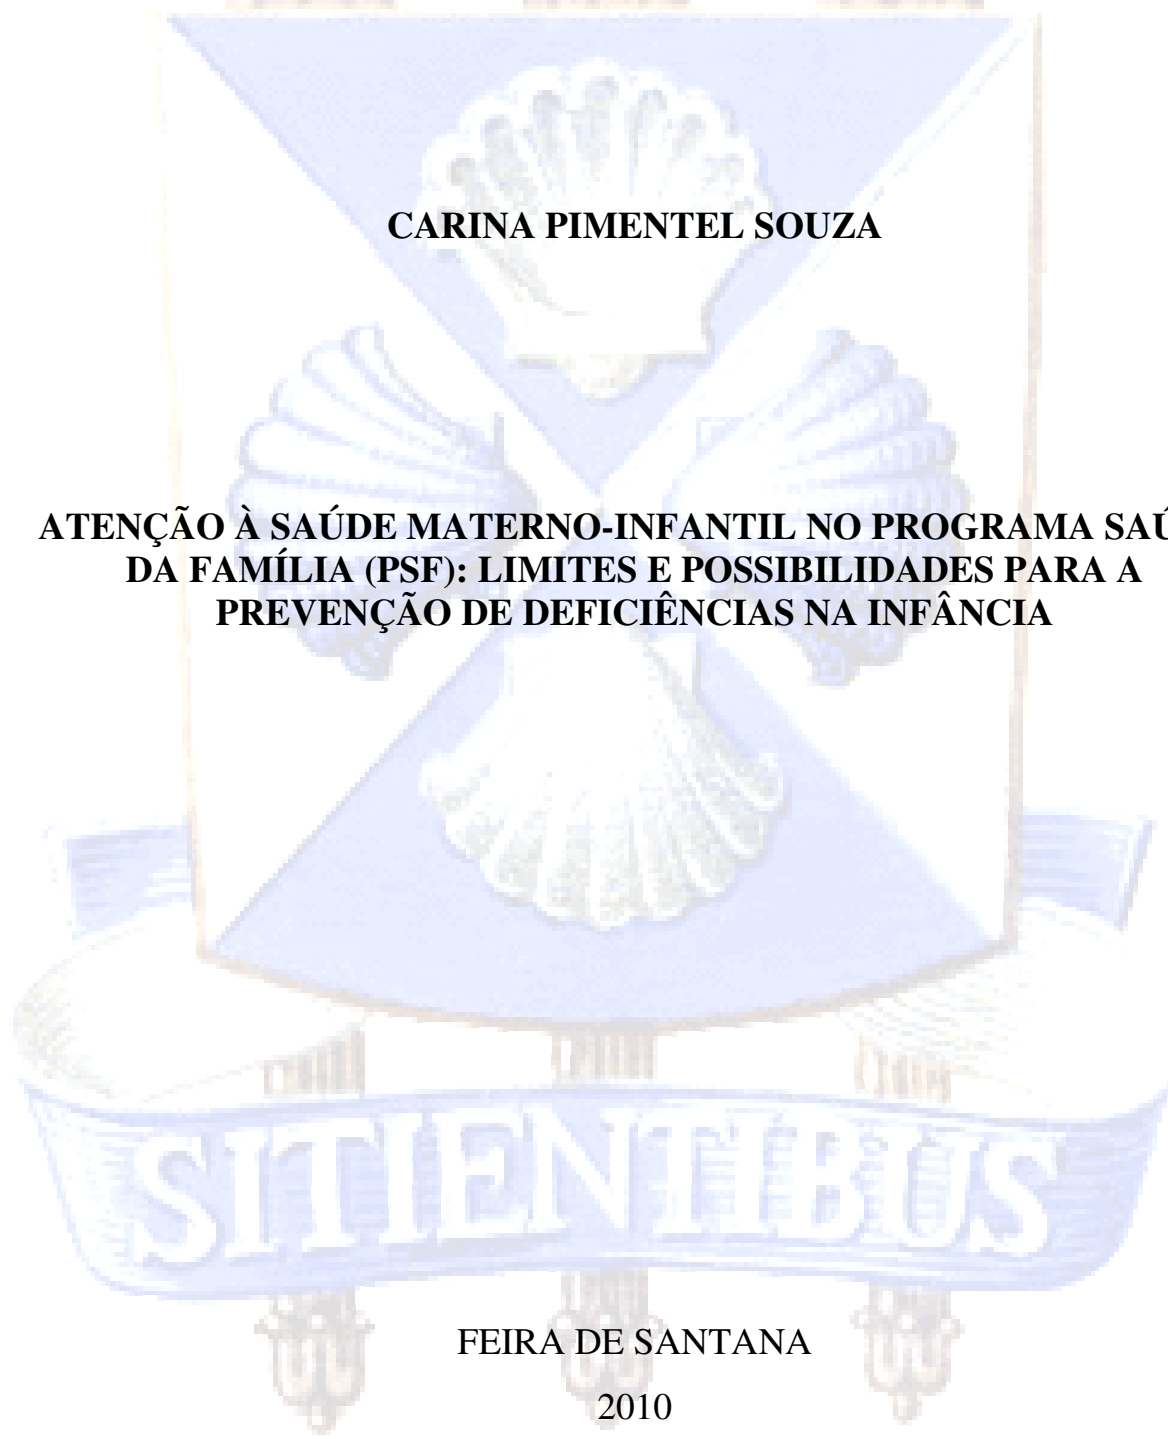 CARINA PIMENTEL SOUZA
ATENÇÃO À SAÚDE MATERNO-INFANTIL NO PROGRAMA SAÚ
DA FAMÍLIA (PSF): LIMITES E POSSIBILIDADES PARA A
PREVENÇÃO DE DEFICIÊNCIAS NA INFÂNCIA
SITIENTIBUS
FEIRA DE SANTANA
2010